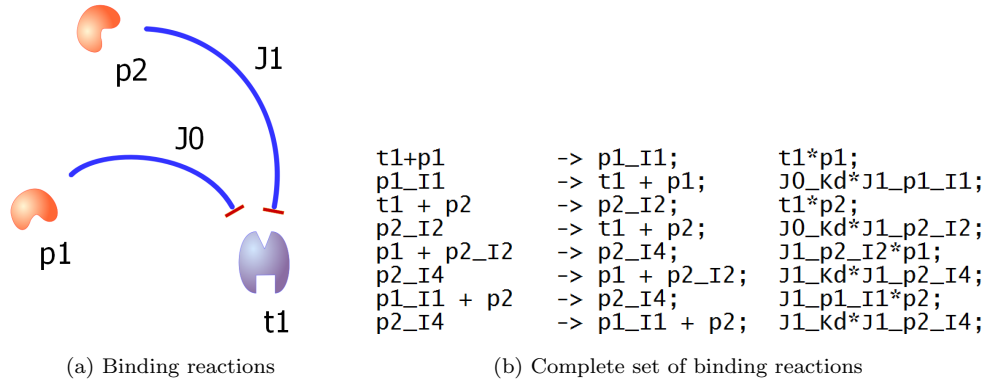 p2
J1
J0
p1
t1
t1+p1 -> p1_I1; t1*p1;
p1_I1 -> t1 + p1; J0_Kd*J1_p1_I1;
t1 + p2 -> p2_I2; t1*p2;
p2_I2 -> t1 + p2; J0_Kd*J1_p2_I2;
p1 + p2_I2 -> p2_I4; J1_p2_I2*p1;
p2_I4 -> p1 + p2_I2; J1_Kd*J1_p2_I4;
p1_I1 + p2 -> p2_I4; J1_p1_I1*p2;
p2_I4 -> p1_I1 + p2; J1_Kd*J1_p2_I4;
(a) Binding reactions
(b) Complete set of binding reactions